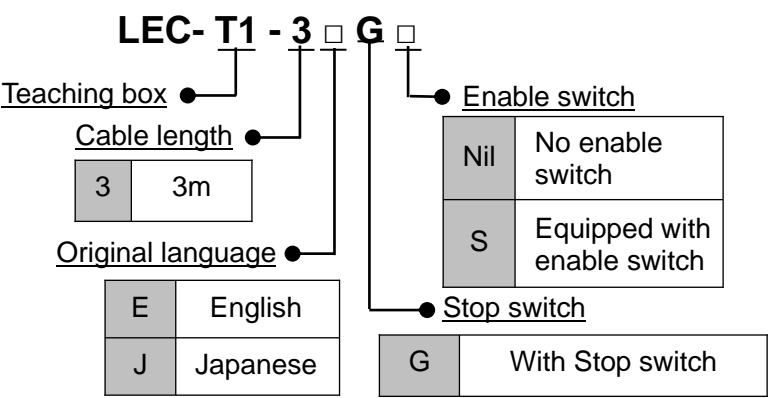 LEC- T1 - 3 □ G □
Teaching box
Cable length
3 3m
Original language
E English
J Japanese
Enable switch
Nil No enable
switch
S Equipped with
enable switch
Stop switch
G With Stop switch